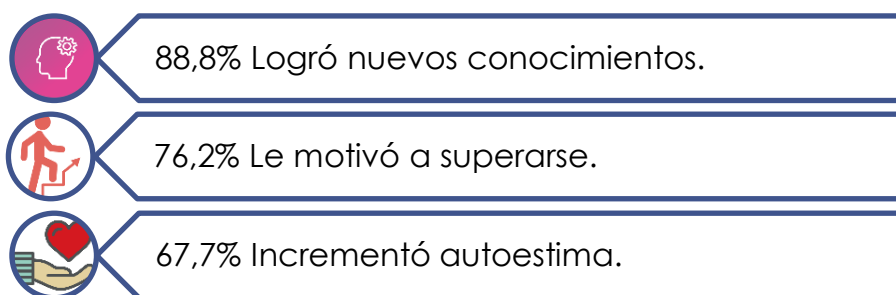 88,8% Logró nuevos conocimientos.
76,2% Le motivó a superarse.
67,7% Incrementó autoestima.